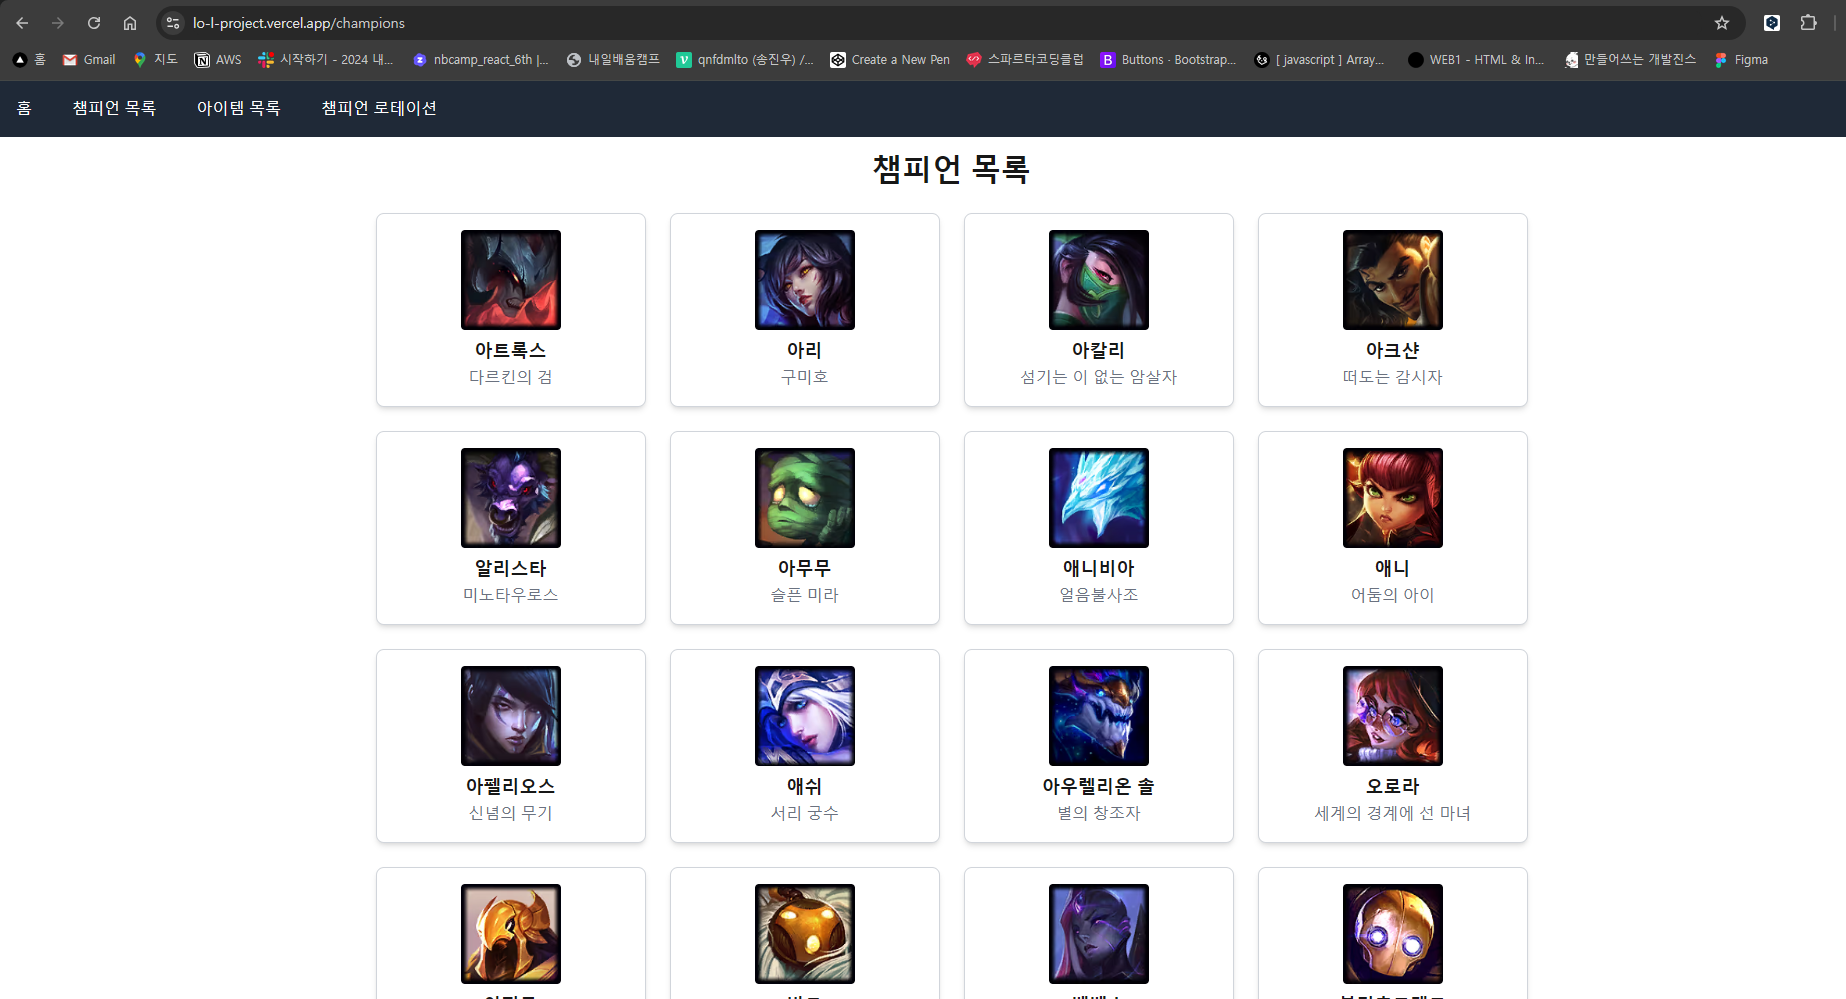 lo-l-project.vercel.app/champions
홈 Gmail 지도 AWS 시작하기 - 2024 내... nbcamp_react_6th |... 내일배움캠프 qnfdmlto (송진우) /... Create a New Pen 스파르타코딩클럽 Buttons · Bootstrap... [ javascript ] Array... WEB1 - HTML & In... 만들어쓰는 개발진스 Figma
홈 챔피언 목록 아이템 목록 챔피언 로테이션
챔피언 목록
아트록스 아리 아칼리 아크샨
다르킨의 검 구미호 섬기는 이 없는 암살자 떠도는 감시자
알리스타 아무무 애니비아 애니
미노타우로스 슬픈 미라 얼음불사조 어둠의 아이
아펠리오스 애쉬 아우렐리온 솔 오로라
신념의 무기 서리 궁수 별의 창조자 세계의 경계에 선 마녀